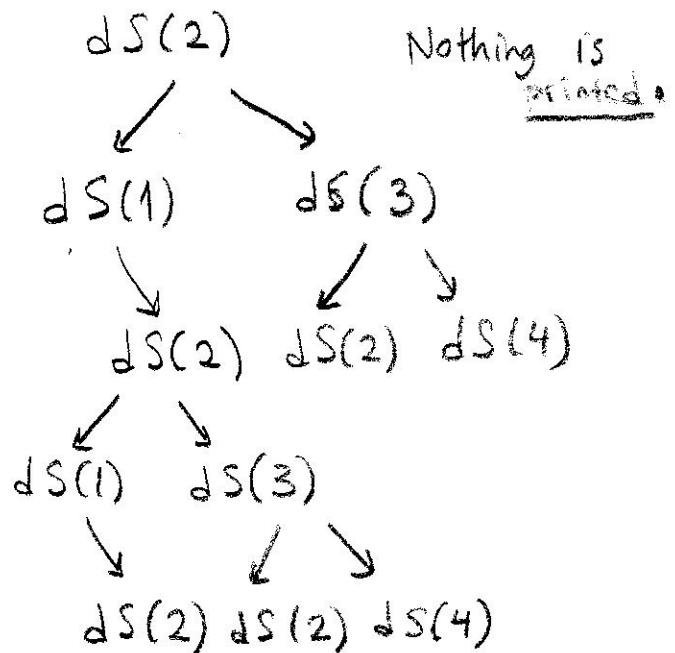 dS(2)
Nothing is
printed.
dS(1) dS(3)
dS(2) dS(2) dS(4)
dS(1) dS(3)
dS(2) dS(2) dS(4)